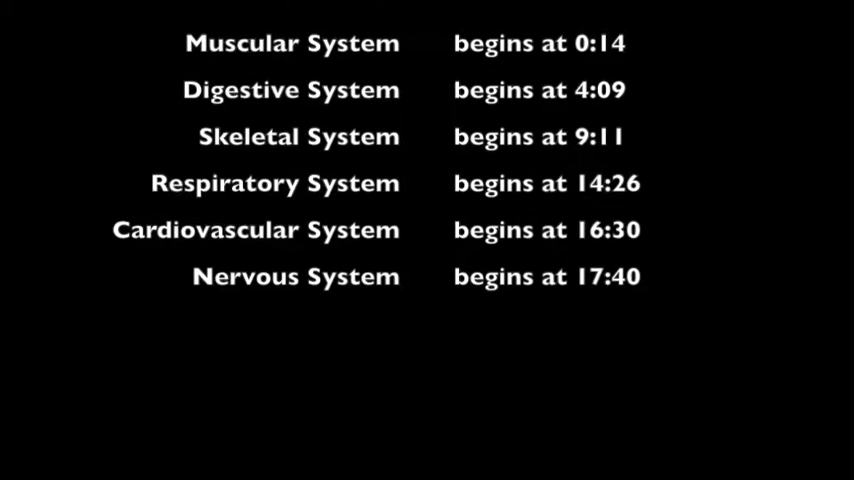 Muscular System begins at 0:14
Digestive System begins at 4:09
Skeletal System begins at 9:11
Respiratory System begins at 14:26
Cardiovascular System begins at 16:30
Nervous System begins at 17:40